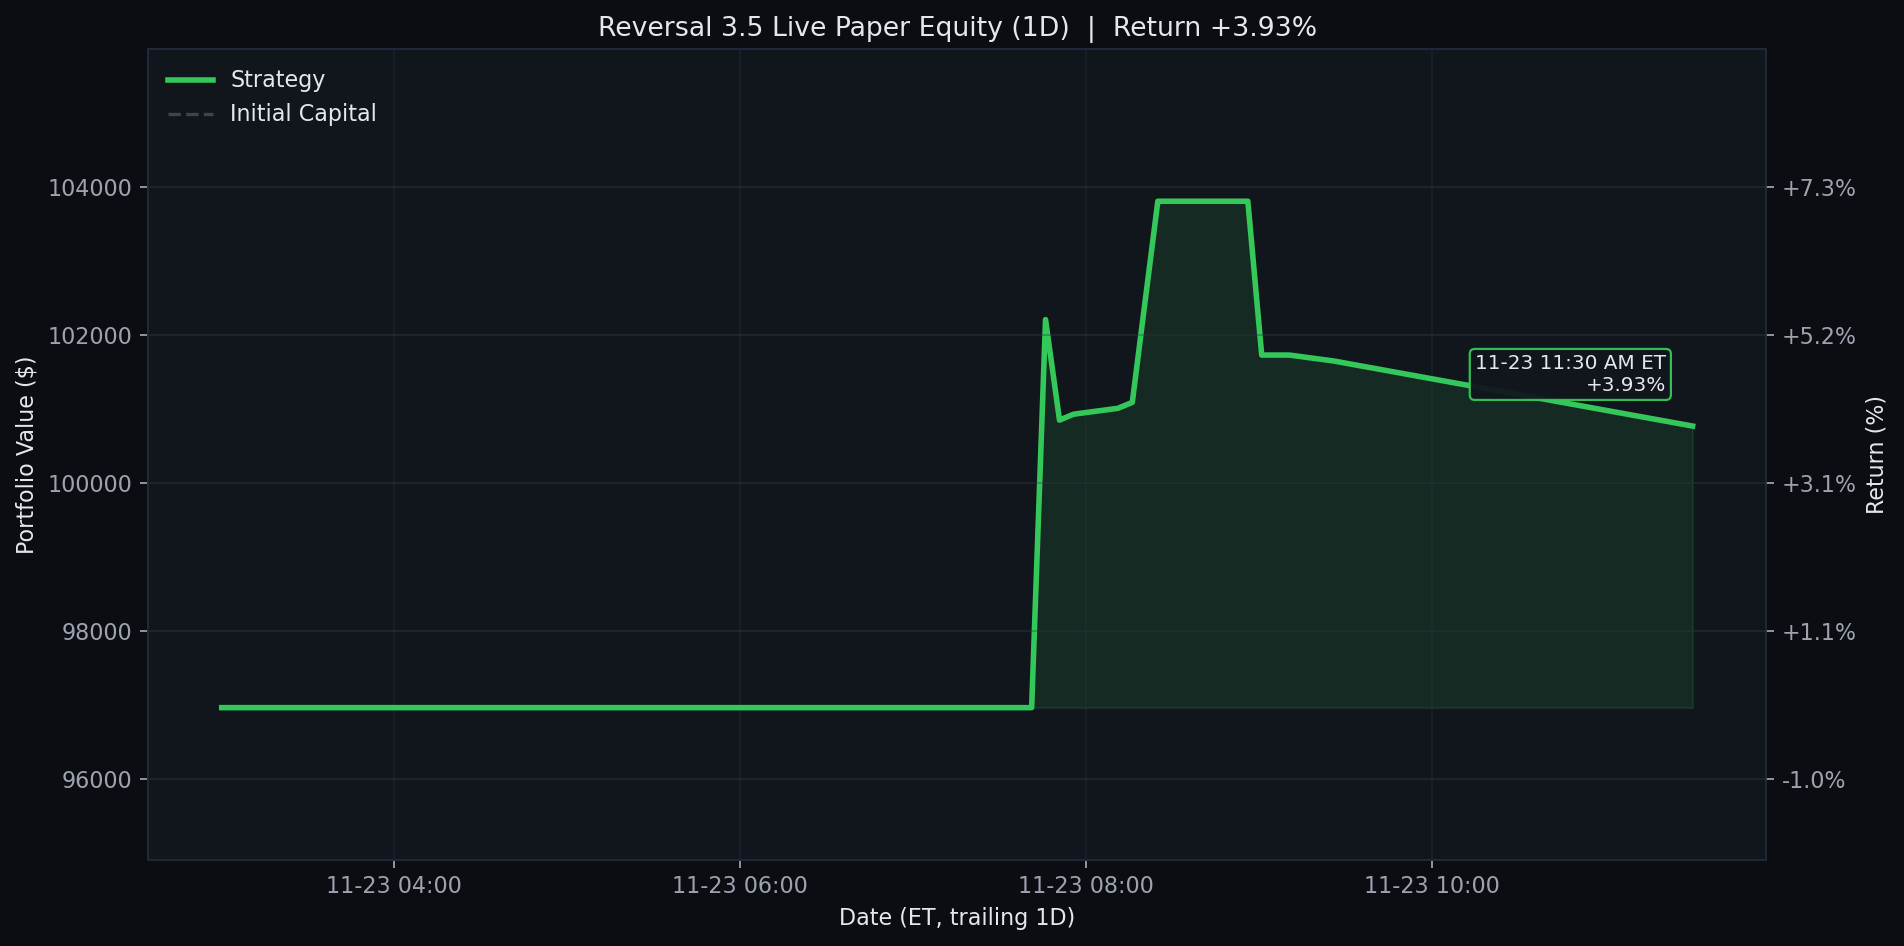 Reversal 3.5 Live Paper Equity (1D) | Return +3.93%
Strategy
Initial Capital
104000
102000
100000
98000
96000
Portfolio Value ($)
+7.3%
+5.2%
+3.1%
+1.1%
-1.0%
Return (%)
11-23 11:30 AM ET
+3.93%
11-23 04:00
11-23 06:00
11-23 08:00
11-23 10:00
Date (ET, trailing 1D)